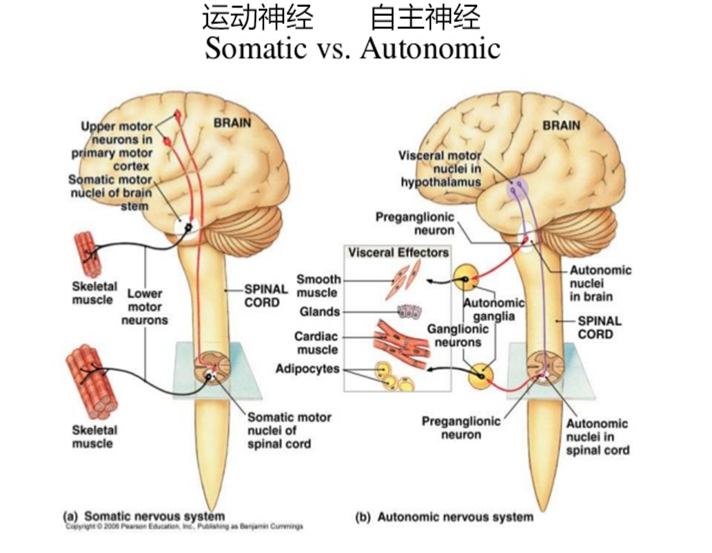 运动神经 自主神经
Somatic vs. Autonomic
BRAIN
Upper motor
neurons in
primary motor
cortex
Somatic motor
nuclei of brain
stem
Skeletal
muscle
Lower
motor
neurons
SPINAL
CORD
Skeletal
muscle
Somatic motor
nuclei of
spinal cord
(a) Somatic nervous system
Copyright © 2006 Pearson Education, Inc., Publishing as Benjamin Cummings
BRAIN
Visceral motor
nuclei in
hypothalamus
Preganglionic
neuron
Visceral Effectors
Smooth
muscle
Glands
Cardiac
muscle
Adipocytes
Autonomic
ganglia
Ganglionic
neurons
Autonomic
nuclei
in brain
SPINAL
CORD
Preganglionic
neuron
Autonomic
nuclei in
spinal cord
(b) Autonomic nervous system